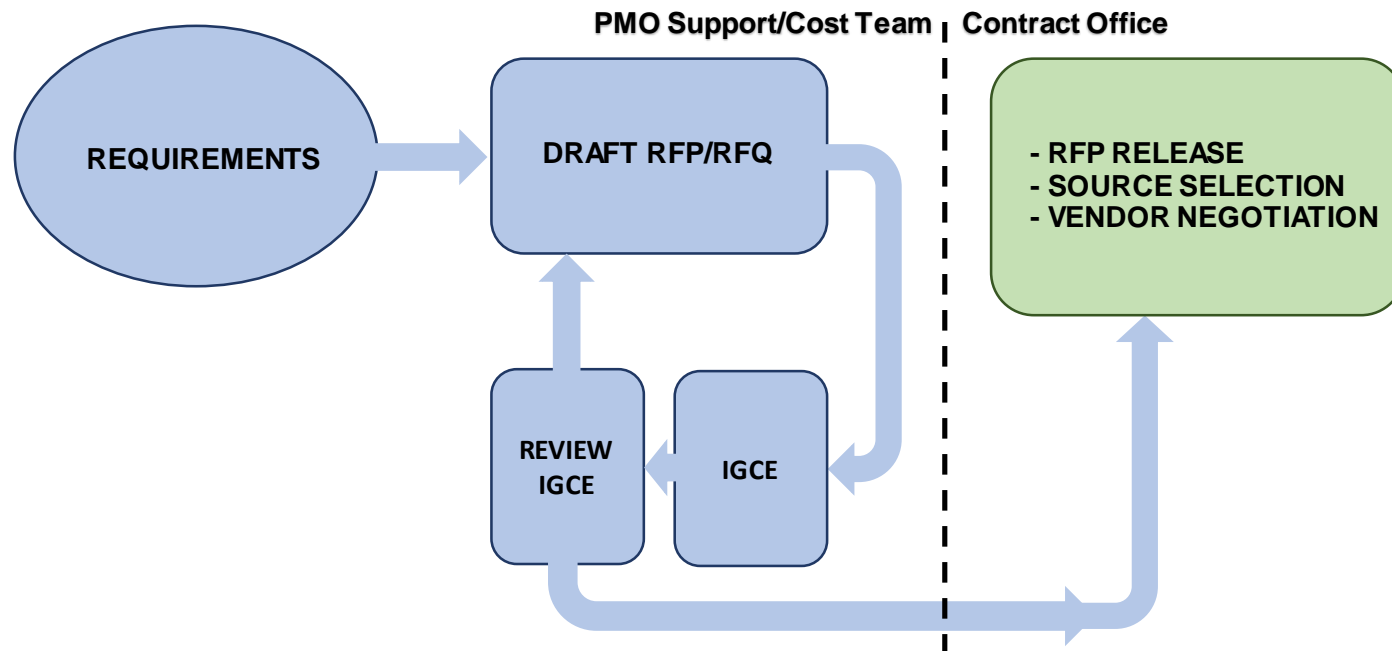 PMO Support/Cost Team
Contract Office
REQUIREMENTS
DRAFT RFP/RFQ
- RFP RELEASE
- SOURCE SELECTION
- VENDOR NEGOTIATION
REVIEW
IGCE
IGCE